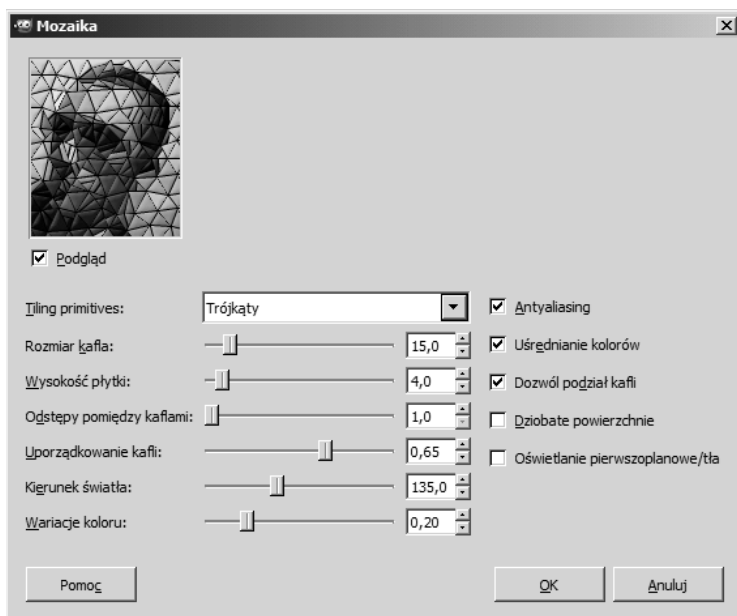 Mozaika
Podgląd
Tiling primitives: Trójkąty
Antyaliasing
Rozmiar kafla: 15,0
Uśrednianie kolorów
Wysokość płytki: 4,0
Dozwól podział kafli
Odstępy pomiędzy kaflami: 1,0
Dziobate powierzchnie
Uporządkowanie kafli: 0,65
Oświetlanie pierwszoplanowe/tła
Kierunek światła: 135,0
Wariacje koloru: 0,20
Pomoc
OK
Anuluj